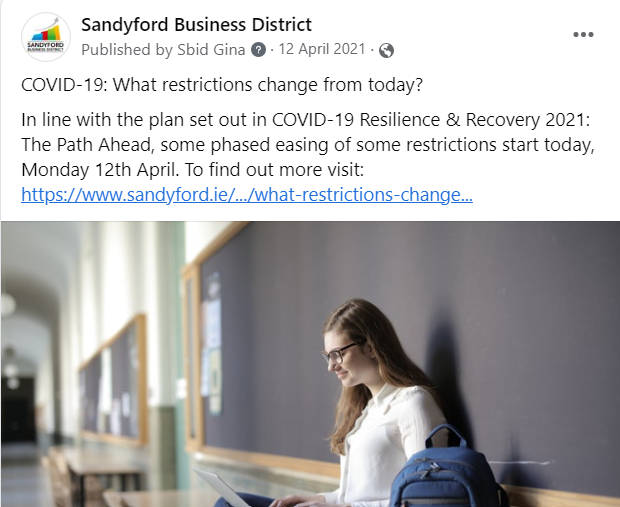 Sandyford Business District
SANDYFORD
BUSINESS DISTRICT
Published by Sbid Gina ? · 12 April 2021 ·
COVID-19: What restrictions change from today?
In line with the plan set out in COVID-19 Resilience & Recovery 2021:
The Path Ahead, some phased easing of some restrictions start today,
Monday 12th April. To find out more visit:
https://www.sandyford.ie/.../what-restrictions-change...